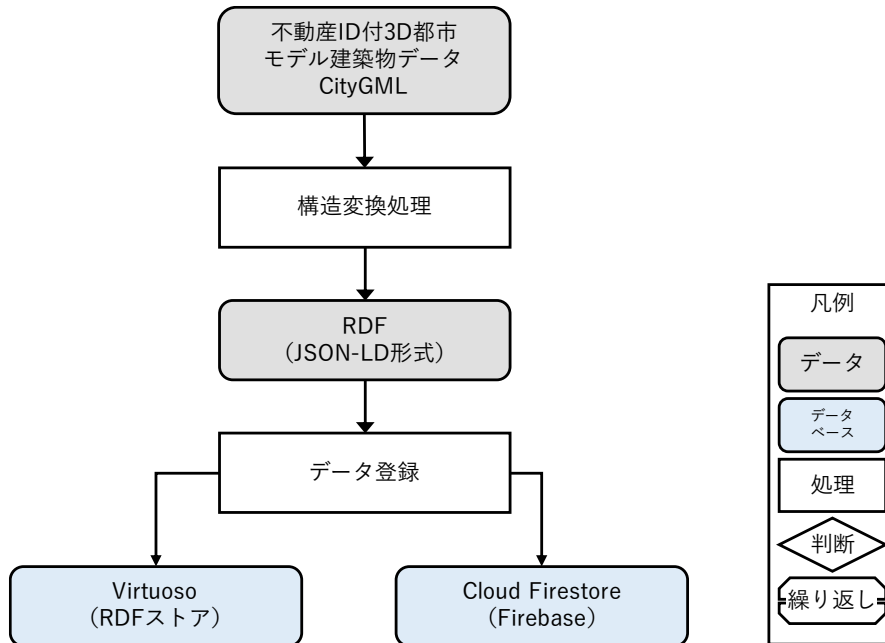 不動産ID付3D都市
モデル建築物データ
CityGML
構造変換処理
RDF
（JSON-LD形式）
データ登録
Virtuoso
（RDFストア）
Cloud Firestore
（Firebase）
凡例
データ
データ
ベース
処理
判断
繰り返し